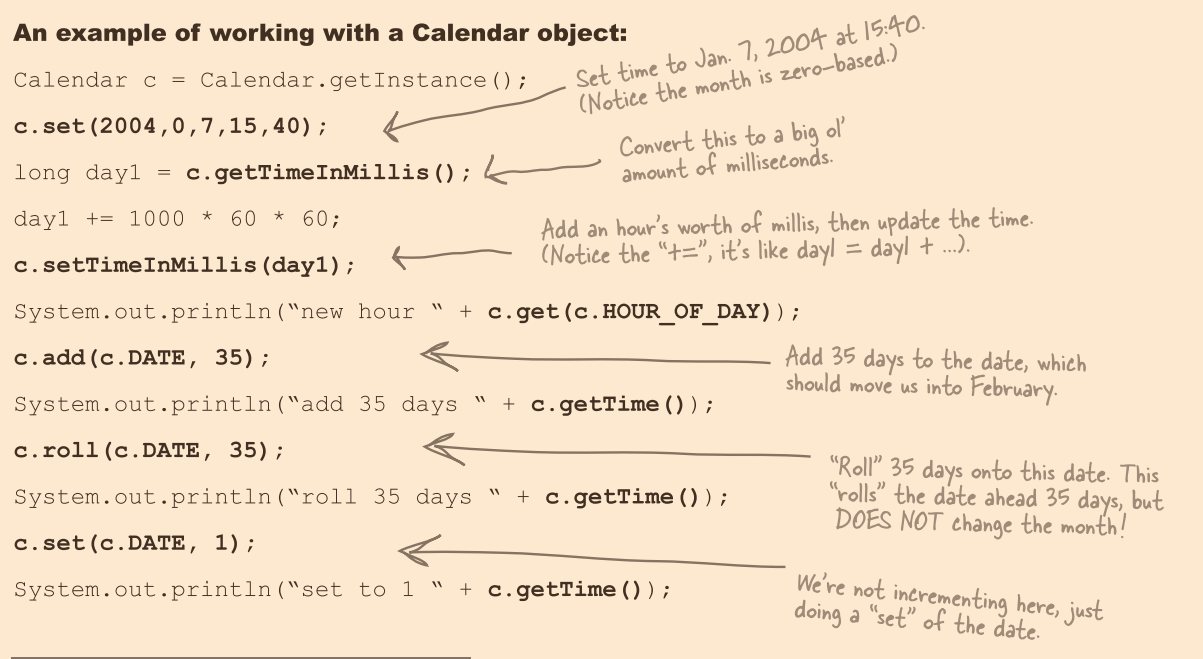 An example of working with a Calendar object:
Calendar c = Calendar.getInstance();
Set time to Jan. 7, 2004 at 15:40.
(Notice the month is zero-based.)
c.set(2004,0,7,15,40);
Convert this to a big ol'
amount of milliseconds.
long day1 = c.getTimeInMillis();
day1 += 1000 * 60 * 60;
Add an hour's worth of millis, then update the time.
(Notice the “+=”, it's like day1 = day1 + ...).
c.setTimeInMillis(day1);
System.out.println(“new hour “ + c.get(c.HOUR_OF_DAY));
c.add(c.DATE, 35);
Add 35 days to the date, which
should move us into February.
System.out.println(“add 35 days “ + c.getTime());
c.roll(c.DATE, 35);
“Roll” 35 days onto this date. This
“rolls” the date ahead 35 days, but
DOES NOT change the month!
System.out.println(“roll 35 days “ + c.getTime());
c.set(c.DATE, 1);
We're not incrementing here, just
doing a “set” of the date.
System.out.println(“set to 1 “ + c.getTime());